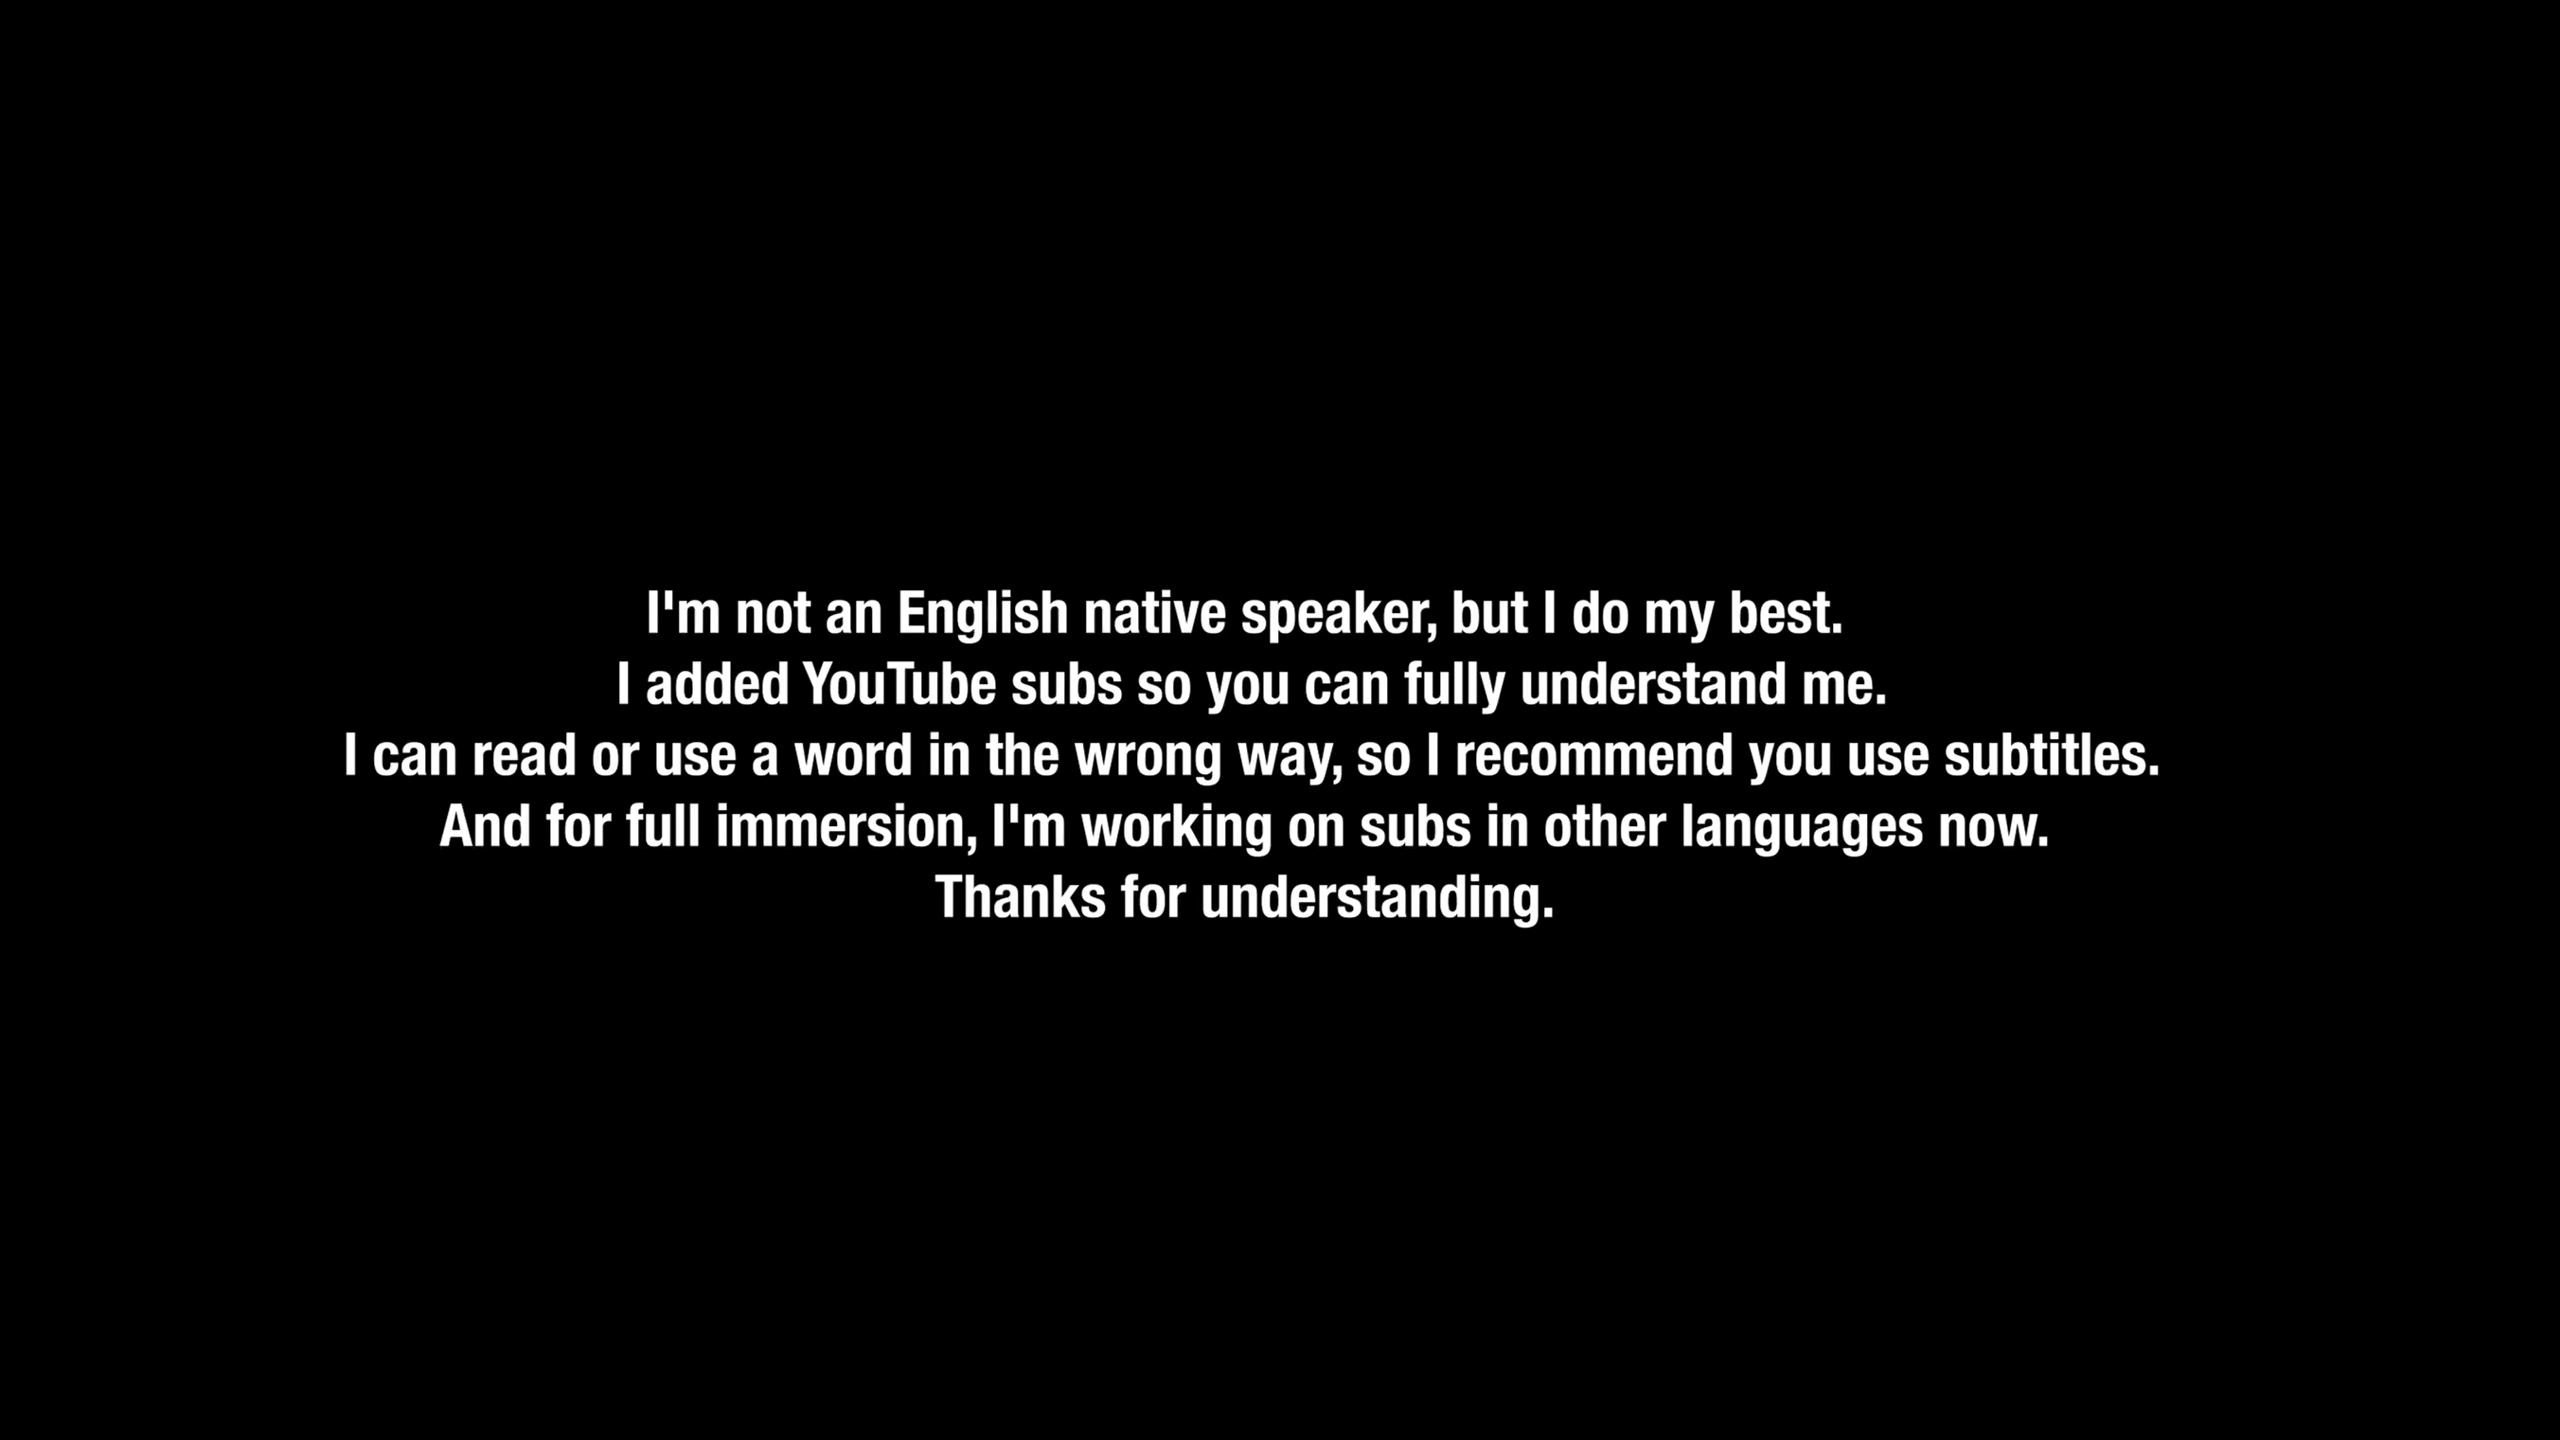 I'm not an English native speaker, but I do my best.
I added YouTube subs so you can fully understand me.
I can read or use a word in the wrong way, so I recommend you use subtitles.
And for full immersion, I'm working on subs in other languages now.
Thanks for understanding.